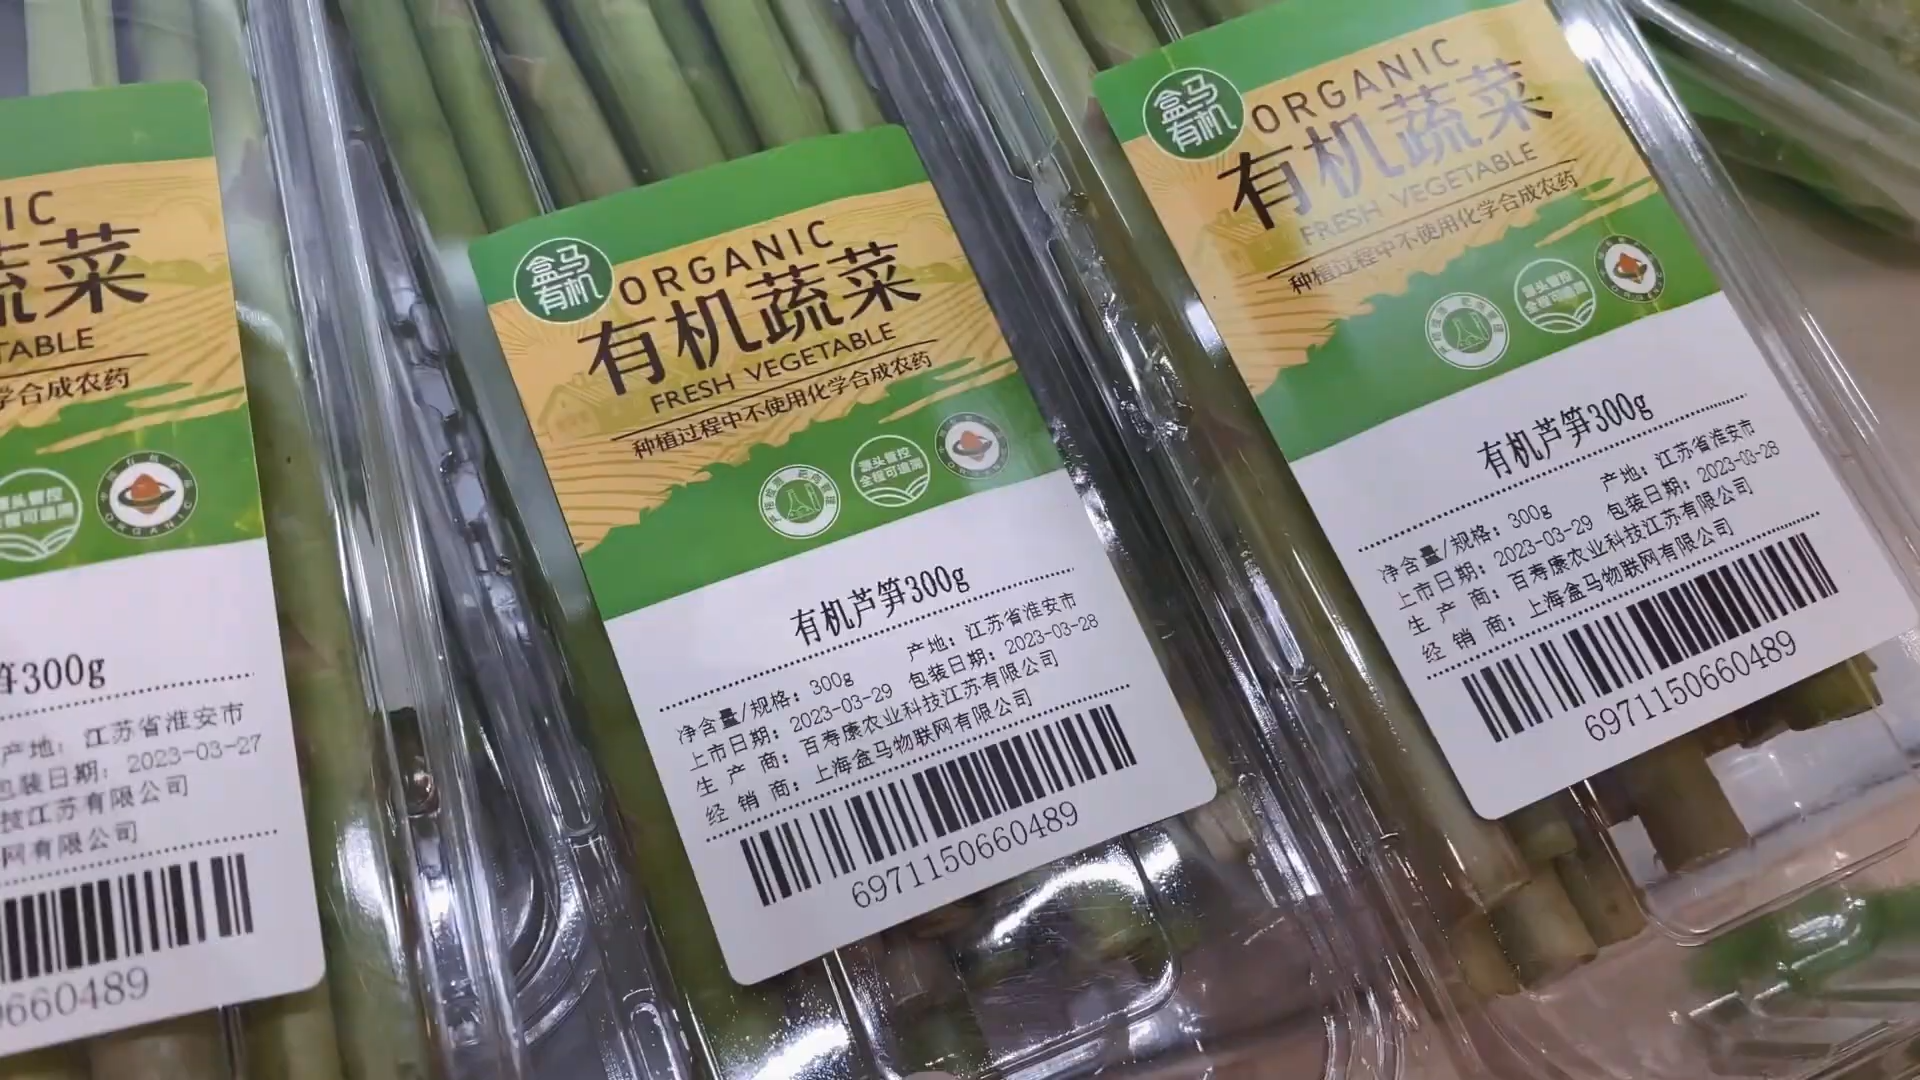 IC
蔬菜
TABLE
学合成农药
源头管控
全程可追溯
ORGANIC
笋300g
产地：江苏省淮安市
包装日期：2023-03-27
技江苏有限公司
网有限公司
0660489
盒马
有机
ORGANIC
有机蔬菜
FRESH VEGETABLE
种植过程中不使用化学合成农药
源头管控
全程可追溯
有机芦笋300g
净含量/规格：300g 产地：江苏省淮安市
上市日期：2023-03-29 包装日期：2023-03-28
生产商：百寿康农业科技江苏有限公司
经销商：上海盒马物联网有限公司
6971150660489
盒马
有机
ORGANIC
有机蔬菜
FRESH VEGETABLE
种植过程中不使用化学合成农药
源头管控
全程可追溯
有机芦笋300g
净含量/规格：300g 产地：江苏省淮安市
上市日期：2023-03-29 包装日期：2023-03-28
生产商：百寿康农业科技江苏有限公司
经销商：上海盒马物联网有限公司
6971150660489